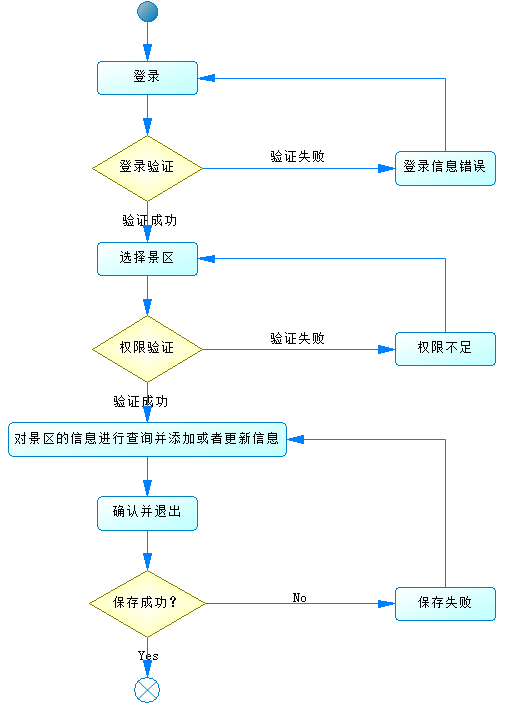 登录
登录验证
验证失败
登录信息错误
验证成功
选择景区
权限验证
验证失败
权限不足
验证成功
对景区的信息进行查询并添加或者更新信息
确认并退出
保存成功?
No
保存失败
Yes